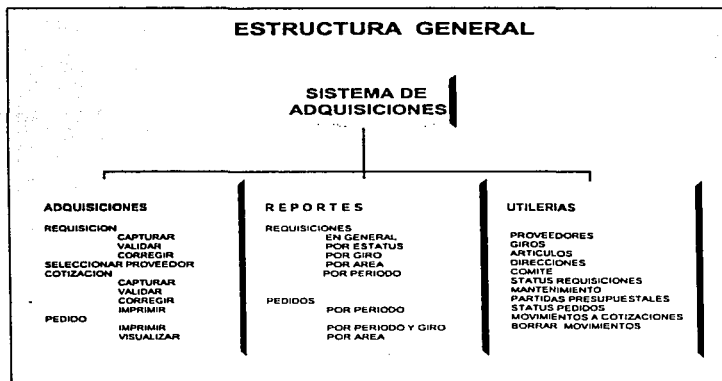 ESTRUCTURA GENERAL
SISTEMA DE
ADQUISICIONES
ADQUISICIONES
REQUISICION
CAPTURAR
VALIDAR
CORREGIR
SELECCIONAR PROVEEDOR
COTIZACION
CAPTURAR
VALIDAR
CORREGIR
IMPRIMIR
PEDIDO
IMPRIMIR
VISUALIZAR
REPORTES
REQUISICIONES
EN GENERAL
POR ESTATUS
POR GIRO
POR AREA
POR PERIODO
PEDIDOS
POR PERIODO
POR PERIODO Y GIRO
POR AREA
UTILERIAS
PROVEEDORES
GIROS
ARTICULOS
DIRECCIONES
COMITE
STATUS REQUISICIONES
MANTENIMIENTO
PARTIDAS PRESUPUESTALES
STATUS PEDIDOS
MOVIMIENTOS A COTIZACIONES
BORRAR MOVIMIENTOS